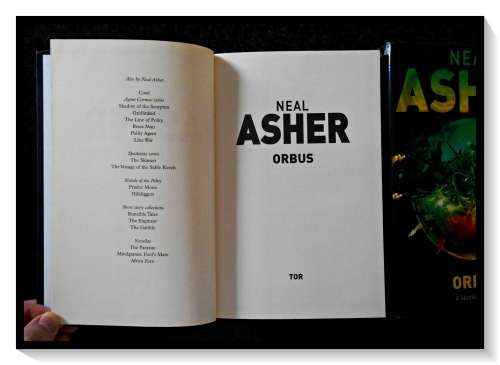 Also by Neal Asher
Cowl
Agent Cormac series
Shadow of the Scorpion
Gridlinked
The Line of Polity
Brass Man
Polity Agent
Line War
Spatterjay series
The Skinner
The Voyage of the Sable Keech
Novels of the Polity
Prador Moon
Hilldiggers
Short story collections
Runcible Tales
The Engineer
The Gabble
Novellas
The Parasite
Mindgames: Fool's Mate
Africa Zero
NEAL
ASHER
ORBUS
TOR
NEA
ASH
ORI